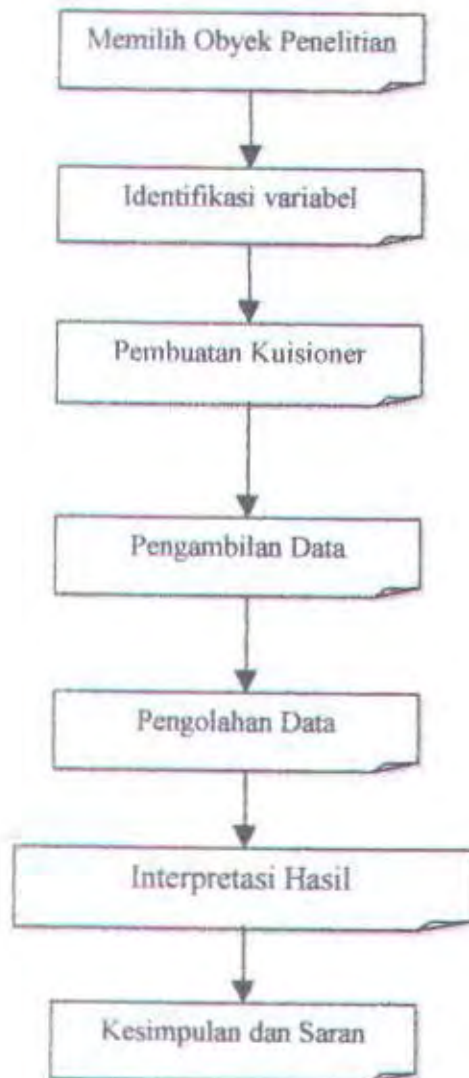 Memilih Obyek Penelitian
Identifikasi variabel
Pembuatan Kuisioner
Pengambilan Data
Pengolahan Data
Interpretasi Hasil
Kesimpulan dan Saran